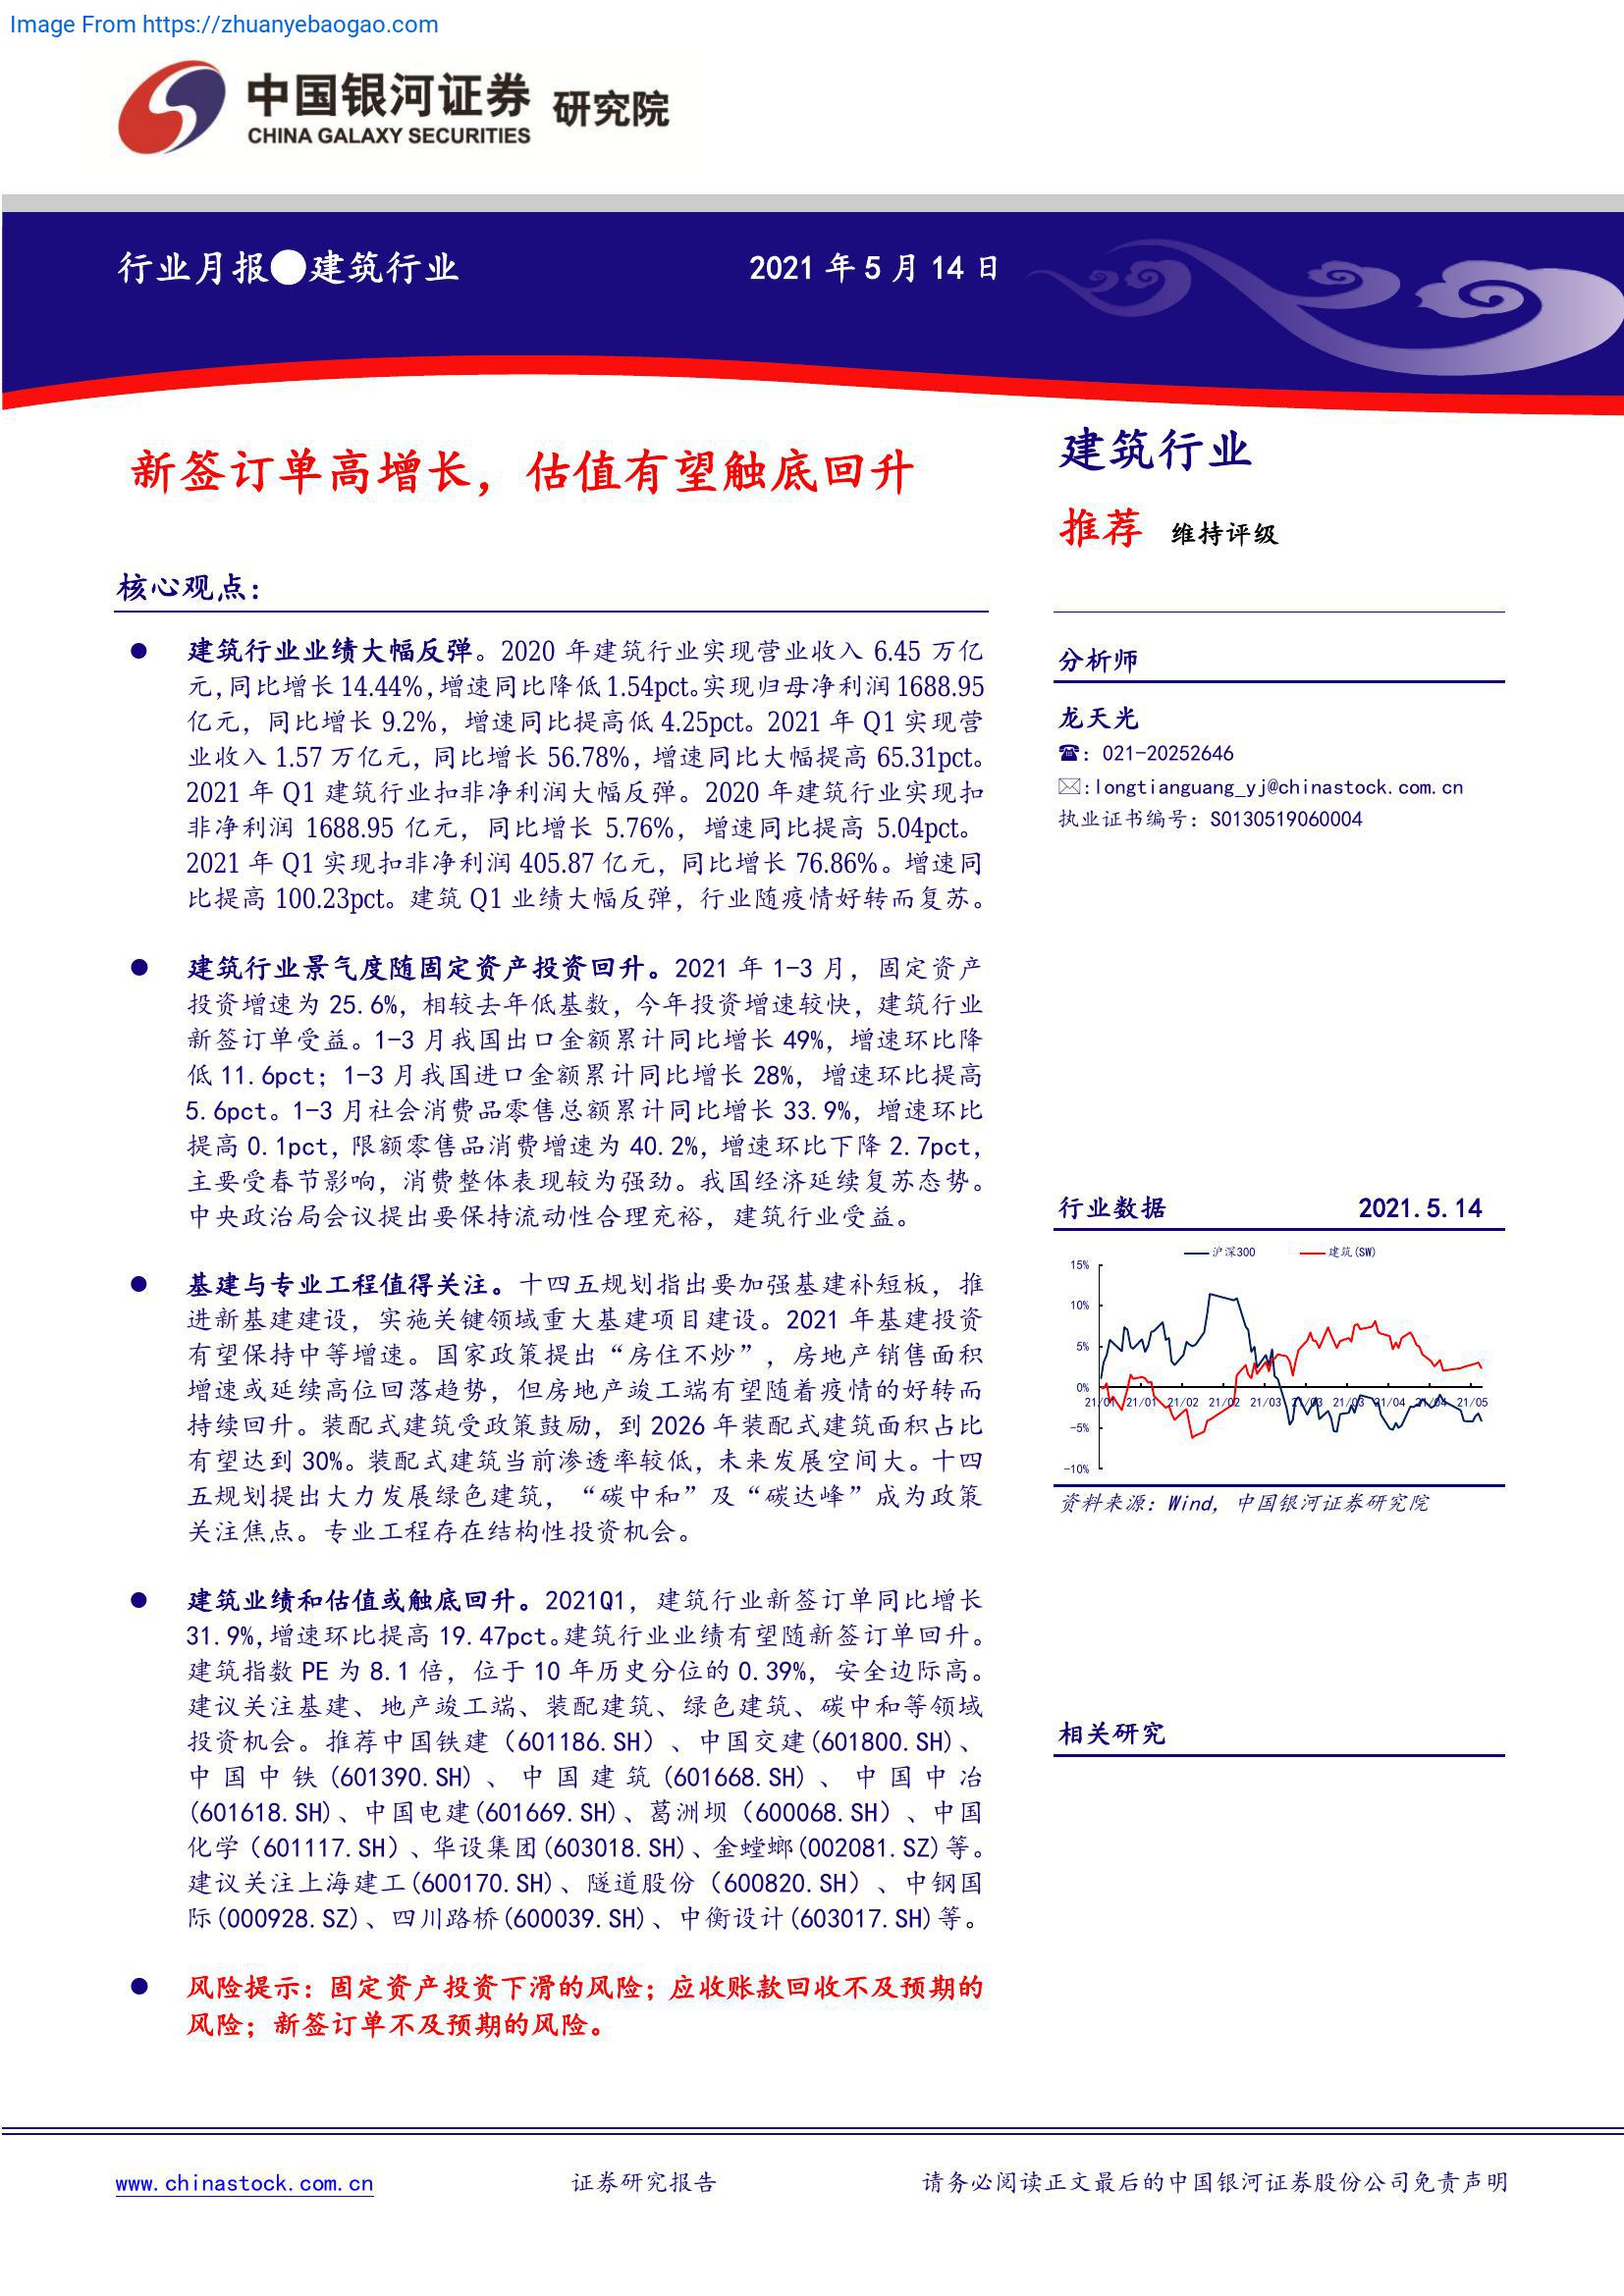 Image From https://zhuanyebaogao.com
中国银河证券 研究院
CHINA GALAXY SECURITIES
行业月报●建筑行业
2021 年 5 月 14 日
新签订单高增长，估值有望触底回升
核心观点：
● 建筑行业业绩大幅反弹。2020 年建筑行业实现营业收入 6.45 万亿
元，同比增长 14.44%，增速同比降低 1.54pct。实现归母净利润 1688.95
亿元，同比增长 9.2%，增速同比提高低 4.25pct。2021 年 Q1 实现营
业收入 1.57 万亿元，同比增长 56.78%，增速同比大幅提高 65.31pct。
2021 年 Q1 建筑行业扣非净利润大幅反弹。2020 年建筑行业实现扣
非净利润 1688.95 亿元，同比增长 5.76%，增速同比提高 5.04pct。
2021 年 Q1 实现扣非净利润 405.87 亿元，同比增长 76.86%。增速同
比提高 100.23pct。建筑 Q1 业绩大幅反弹，行业随疫情好转而复苏。
● 建筑行业景气度随固定资产投资回升。2021 年 1-3 月，固定资产
投资增速为 25.6%，相较去年低基数，今年投资增速较快，建筑行业
新签订单受益。1-3 月我国出口金额累计同比增长 49%，增速环比降
低 11.6pct；1-3 月我国进口金额累计同比增长 28%，增速环比提高
5.6pct。1-3 月社会消费品零售总额累计同比增长 33.9%，增速环比
提高 0.1pct，限额零售品消费增速为 40.2%，增速环比下降 2.7pct，
主要受春节影响，消费整体表现较为强劲。我国经济延续复苏态势。
中央政治局会议提出要保持流动性合理充裕，建筑行业受益。
● 基建与专业工程值得关注。十四五规划指出要加强基建补短板，推
进新基建建设，实施关键领域重大基建项目建设。2021 年基建投资
有望保持中等增速。国家政策提出“房住不炒”，房地产销售面积
增速或延续高位回落趋势，但房地产竣工端有望随着疫情的好转而
持续回升。装配式建筑受政策鼓励，到 2026 年装配式建筑面积占比
有望达到 30%。装配式建筑当前渗透率较低，未来发展空间大。十四
五规划提出大力发展绿色建筑，“碳中和”及“碳达峰”成为政策
关注焦点。专业工程存在结构性投资机会。
● 建筑业绩和估值或触底回升。2021Q1，建筑行业新签订单同比增长
31.9%,增速环比提高 19.47pct。建筑行业业绩有望随新签订单回升。
建筑指数 PE 为 8.1 倍，位于 10 年历史分位的 0.39%，安全边际高。
建议关注基建、地产竣工端、装配建筑、绿色建筑、碳中和等领域
投资机会。推荐中国铁建（601186.SH）、中国交建(601800.SH)、
中国中铁(601390.SH)、中国建筑(601668.SH)、中国中冶
(601618.SH)、中国电建(601669.SH)、葛洲坝（600068.SH）、中国
化学（601117.SH）、华设集团(603018.SH)、金螳螂(002081.SZ)等。
建议关注上海建工(600170.SH)、隧道股份（600820.SH）、中钢国
际(000928.SZ)、四川路桥(600039.SH)、中衡设计(603017.SH)等。
● 风险提示：固定资产投资下滑的风险；应收账款回收不及预期的
风险；新签订单不及预期的风险。
建筑行业
推荐 维持评级
分析师
龙天光
☎：021-20252646
✉:longtianguang_yj@chinastock.com.cn
执业证书编号：S0130519060004
行业数据 2021.5.14
沪深300 建筑(SW)
15%
10%
5%
0%
21/01 21/01 21/02 21/02 21/03 21/03 21/03 21/04 21/04 21/05
-5%
-10%
资料来源：Wind，中国银河证券研究院
相关研究
www.chinastock.com.cn
证券研究报告
请务必阅读正文最后的中国银河证券股份公司免责声明